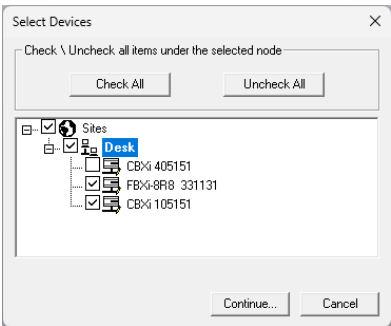 Select Devices
Check \ Uncheck all items under the selected node
Check All
Uncheck All
Sites
Desk
CBXi 405151
FBXi-8R8 331131
CBXi 105151
Continue...
Cancel